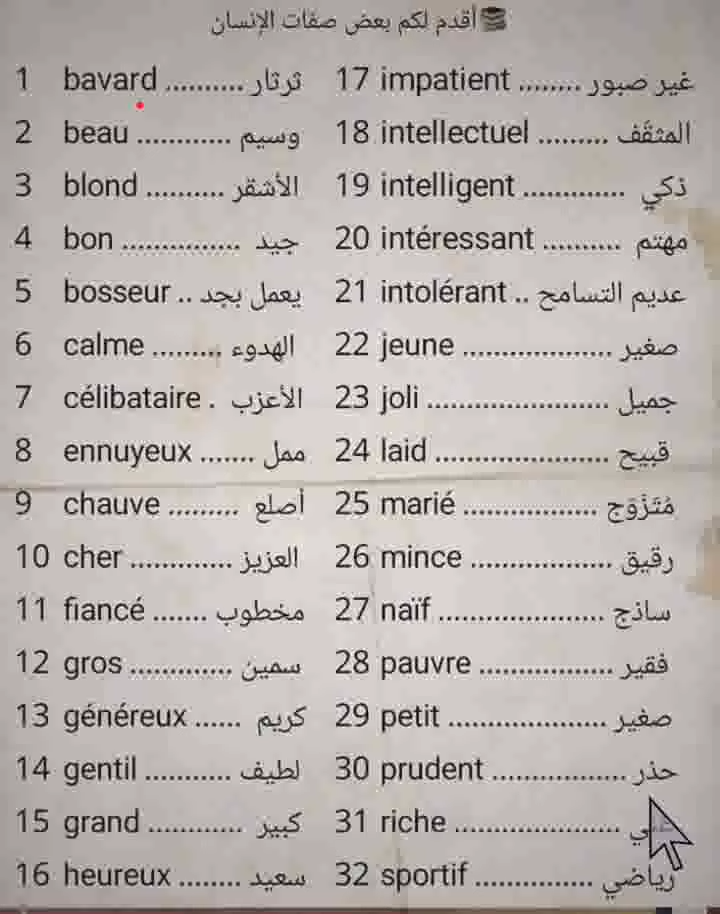 أقدم لكم بعض صفات الإنسان
1 bavard .......... ثرثار
2 beau ............ وسيم
3 blond .......... الأشقر
4 bon ............... جيد
5 bosseur .. يعمل بجد
6 calme ......... الهدوء
7 célibataire . الأعزب
8 ennuyeux ....... ممل
9 chauve ......... أصلع
10 cher ............. العزيز
11 fiancé ....... مخطوب
12 gros ............. سمين
13 généreux ...... كريم
14 gentil ........... لطيف
15 grand ............ كبير
16 heureux ........ سعيد
17 impatient ........ غير صبور
18 intellectuel ......... المثقَف
19 intelligent ............. ذكي
20 intéressant .......... مهتم
21 intolérant .. عديم التسامح
22 jeune ................... صغير
23 joli ....................... جميل
24 laid ...................... قبيح
25 marié ................. مُتَزَوّج
26 mince .................. رقيق
27 naïf ..................... ساذج
28 pauvre ................. فقير
29 petit .................... صغير
30 prudent ................. حذر
31 riche .....................
32 sportif ............... رياضي